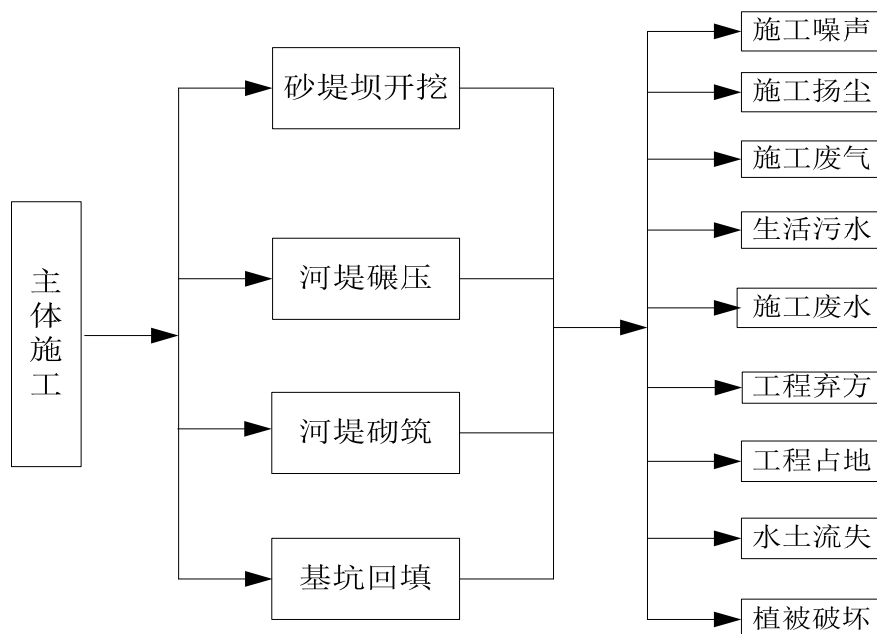 主体施工
砂堤坝开挖
河堤碾压
河堤砌筑
基坑回填
施工噪声
施工扬尘
施工废气
生活污水
施工废水
工程弃方
工程占地
水土流失
植被破坏